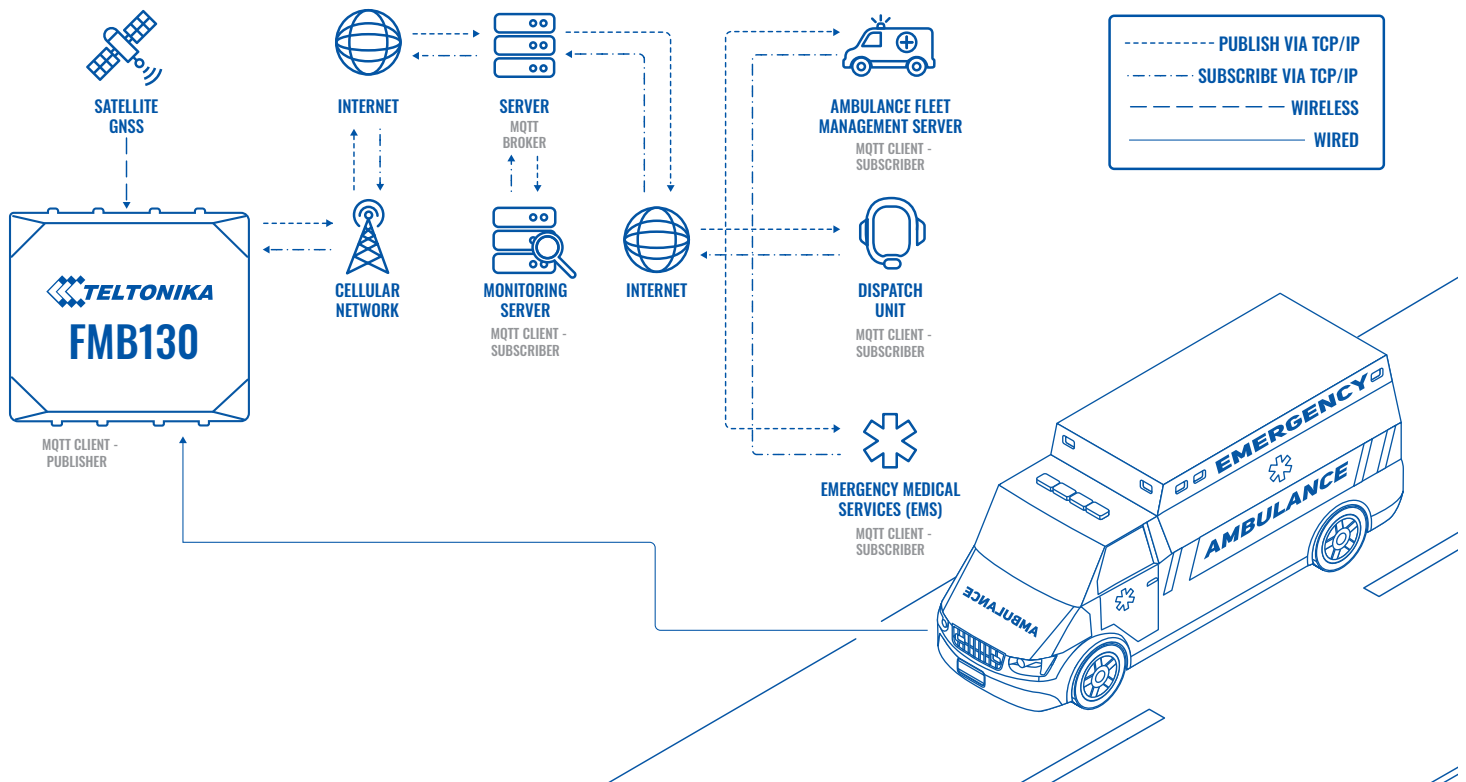 SATELLITE
GNSS
INTERNET
SERVER
MQTT
BROKER
AMBULANCE FLEET
MANAGEMENT SERVER
MQTT CLIENT -
SUBSCRIBER
PUBLISH VIA TCP/IP
SUBSCRIBE VIA TCP/IP
WIRELESS
WIRED
TELTONIKA
FMB130
MQTT CLIENT -
PUBLISHER
CELLULAR
NETWORK
MONITORING
SERVER
MQTT CLIENT -
SUBSCRIBER
INTERNET
DISPATCH
UNIT
MQTT CLIENT -
SUBSCRIBER
EMERGENCY MEDICAL
SERVICES (EMS)
MQTT CLIENT -
SUBSCRIBER
EMERGENCY
AMBULANCE
AMBULANCE